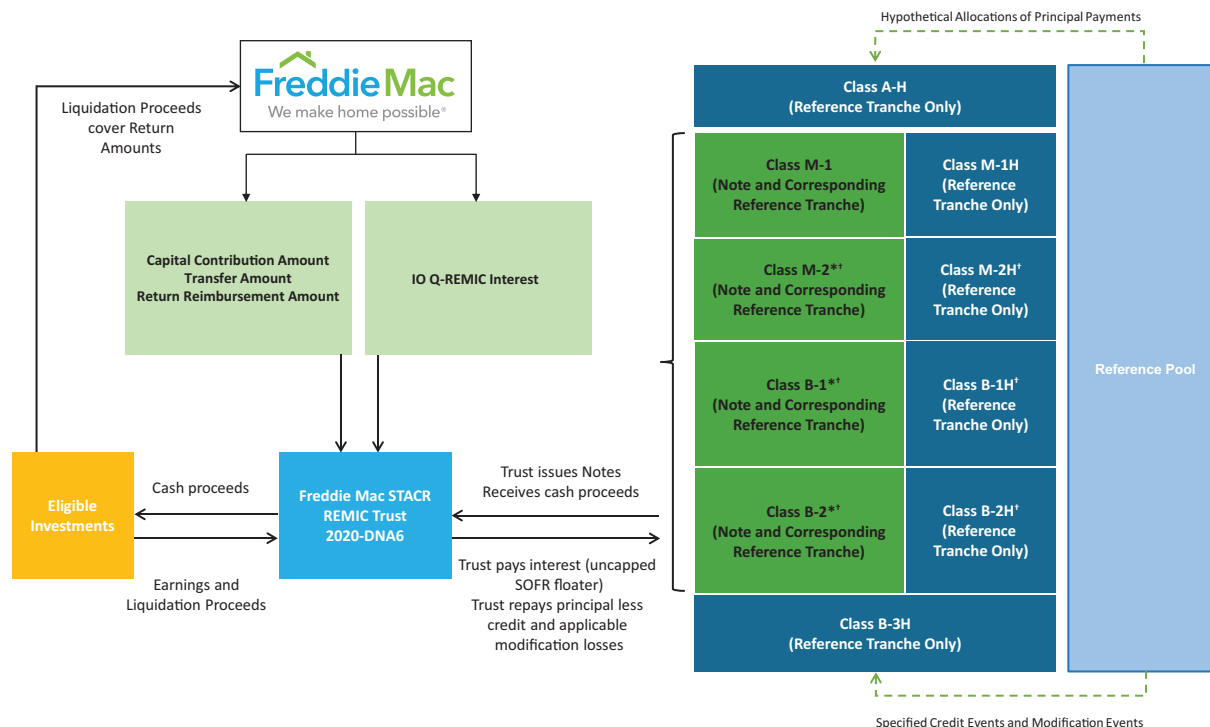 Hypothetical Allocations of Principal Payments
FreddieMac
We make home possible®
Liquidation Proceeds
cover Return
Amounts
Capital Contribution Amount
Transfer Amount
Return Reimbursement Amount
IO Q-REMIC Interest
Eligible
Investments
Cash proceeds
Earnings and
Liquidation Proceeds
Freddie Mac STACR
REMIC Trust
2020-DNA6
Trust issues Notes
Receives cash proceeds
Trust pays interest (uncapped
SOFR floater)
Trust repays principal less
credit and applicable
modification losses
Class A-H
(Reference Tranche Only)
Class M-1
(Note and Corresponding
Reference Tranche)
Class M-1H
(Reference
Tranche Only)
Class M-2*†
(Note and Corresponding
Reference Tranche)
Class M-2H†
(Reference
Tranche Only)
Class B-1*†
(Note and Corresponding
Reference Tranche)
Class B-1H†
(Reference
Tranche Only)
Class B-2*†
(Note and Corresponding
Reference Tranche)
Class B-2H†
(Reference
Tranche Only)
Class B-3H
(Reference Tranche Only)
Reference Pool
Specified Credit Events and Modification Events